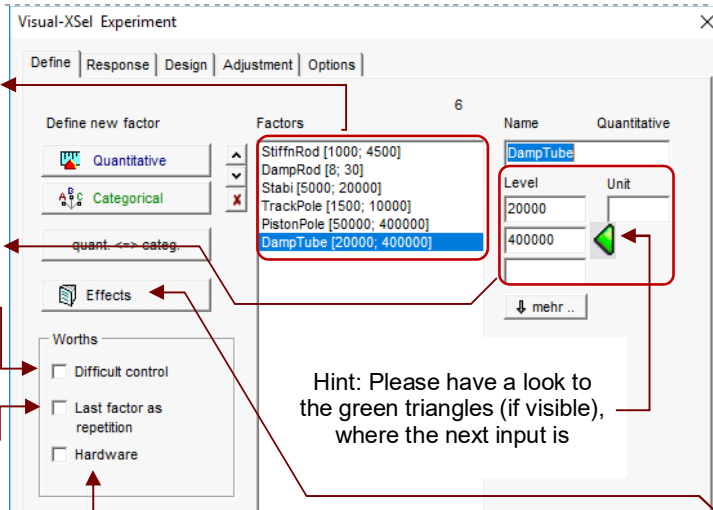 Visual-XSel Experiment
Define Response Design Adjustment Options
6
Define new factor
Factors
Name Quantitative
Quantitative
Categorical
quant. <=> categ.
Effects
StiffnRod [1000; 4500]
DampRod [8; 30]
Stabi [5000; 20000]
TrackPole [1500; 10000]
PistonPole [50000; 400000]
DampTube [20000; 400000]
x
DampTube
Level Unit
20000
400000
mehr ..
Worths
Difficult control
Last factor as
repetition
Hardware
Hint: Please have a look to
the green triangles (if visible),
where the next input is